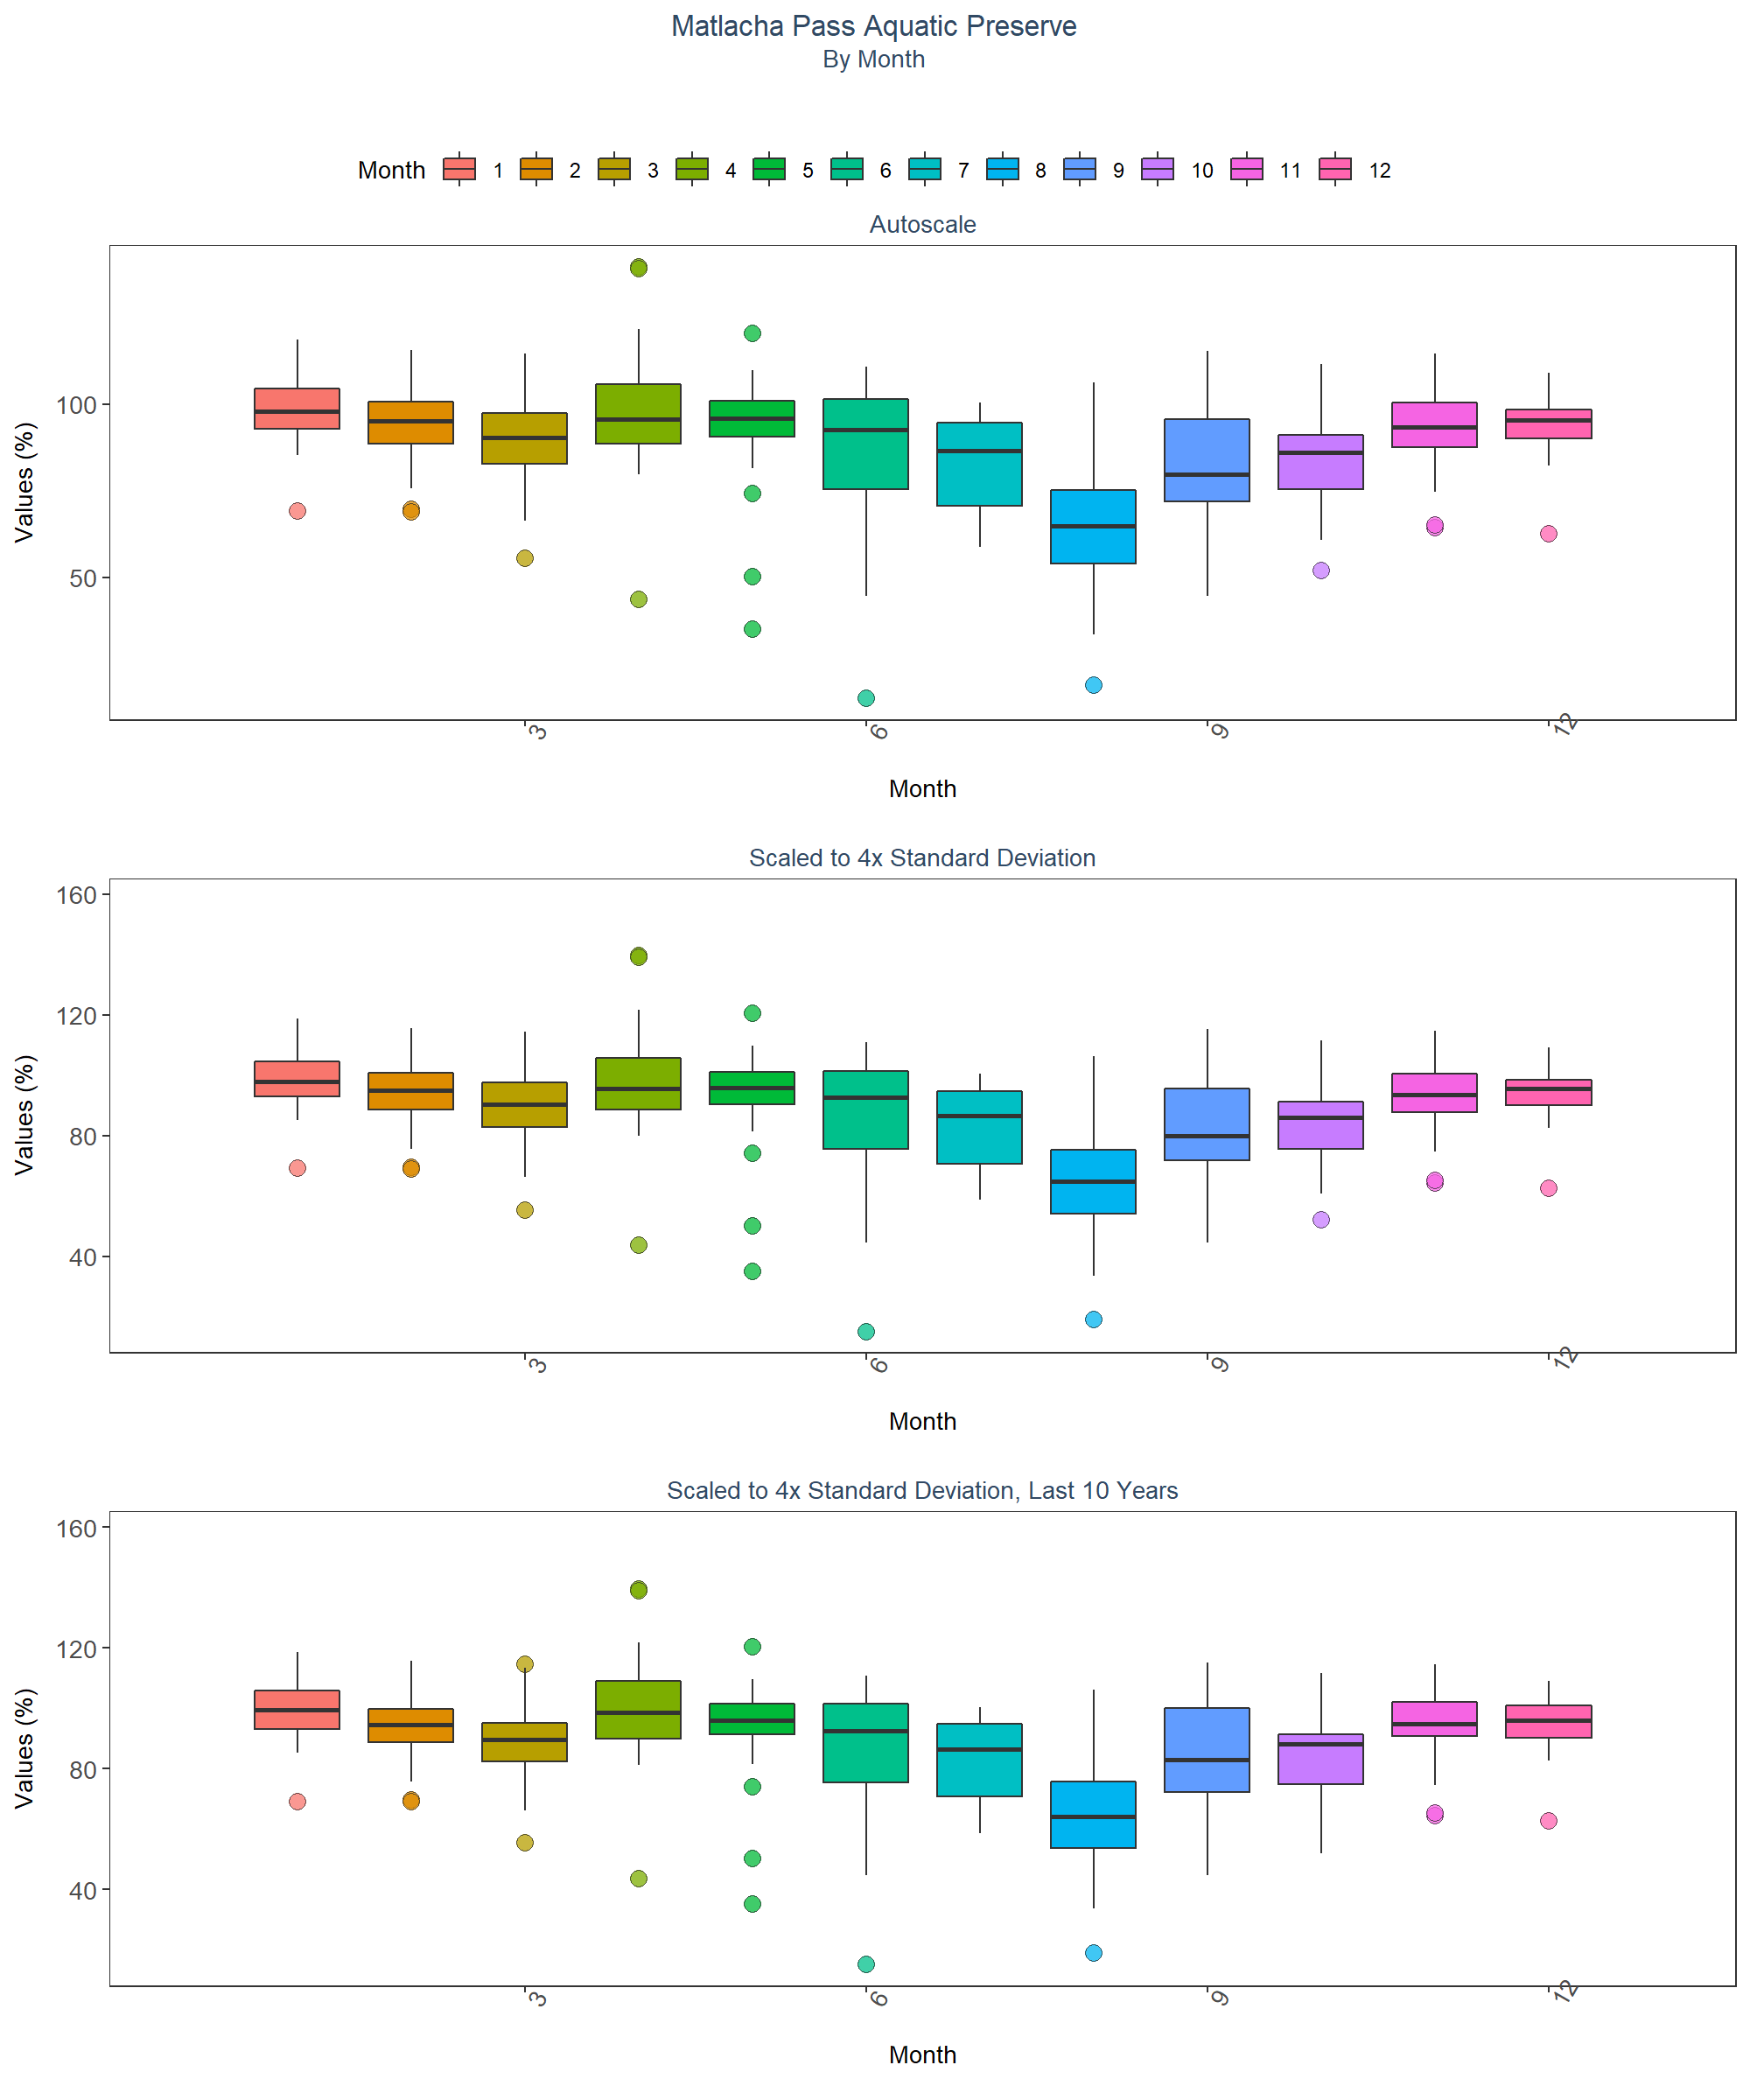 Matlacha Pass Aquatic Preserve
By Month
Month 1 2 3 4 5 6 7 8 9 10 11 12
Autoscale
Values (%)
100
50
3 6 9 12
Month
Scaled to 4x Standard Deviation
Values (%)
160
120
80
40
3 6 9 12
Month
Scaled to 4x Standard Deviation, Last 10 Years
Values (%)
160
120
80
40
3 6 9 12
Month